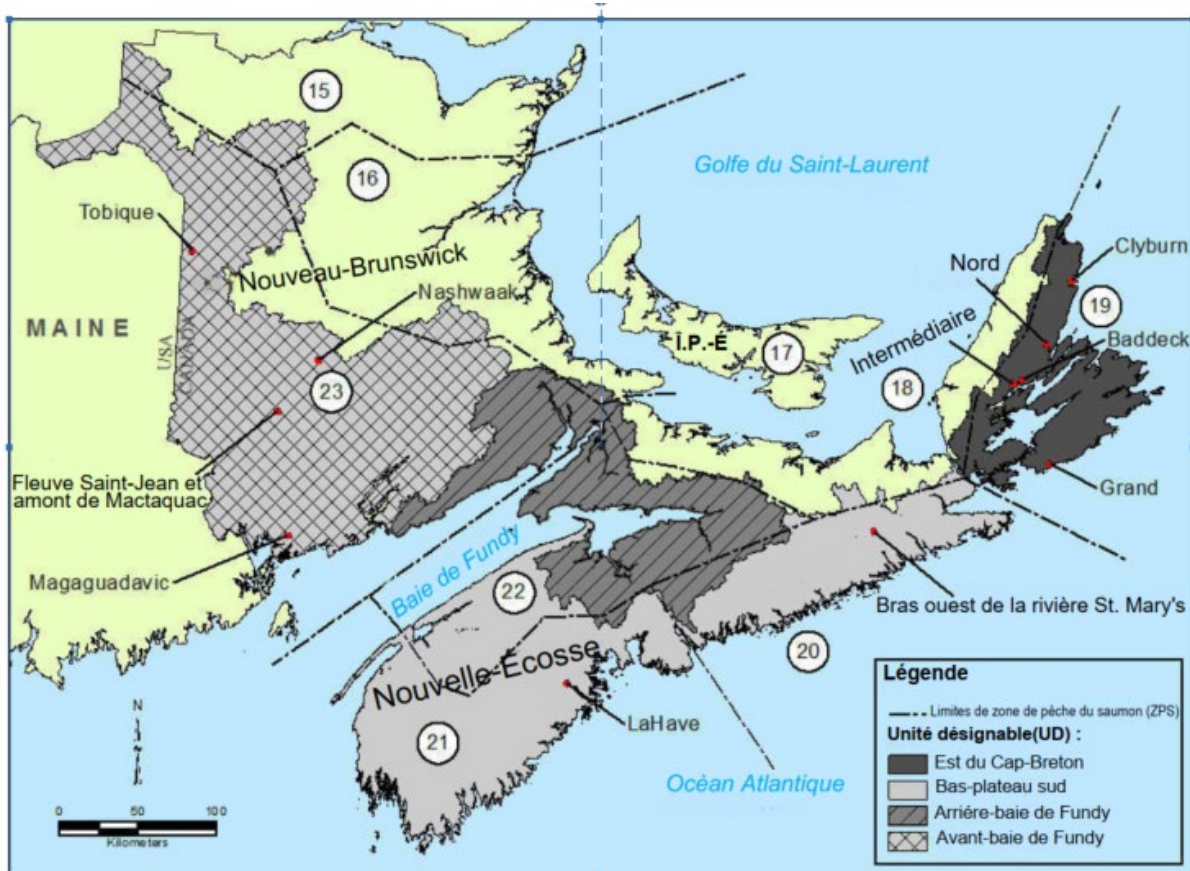 15
16
Golfe du Saint-Laurent
Tobique
Nouveau-Brunswick
Nashwaak
MAINE
USA
CANADA
23
Î.P.-É
17
18
Nord
Clyburn
19
Intermédiaire
Baddeck
Grand
Fleuve Saint-Jean et
amont de Mactaquac
Magaguadavic
Baie de Fundy
22
Bras ouest de la rivière St. Mary's
20
Nouvelle-Écosse
LaHave
21
Océan Atlantique
N
0 50 100
Kilometers
Légende
Limites de zone de pêche du saumon (ZPS)
Unité désignable(UD) :
Est du Cap-Breton
Bas-plateau sud
Arriére-baie de Fundy
Avant-baie de Fundy